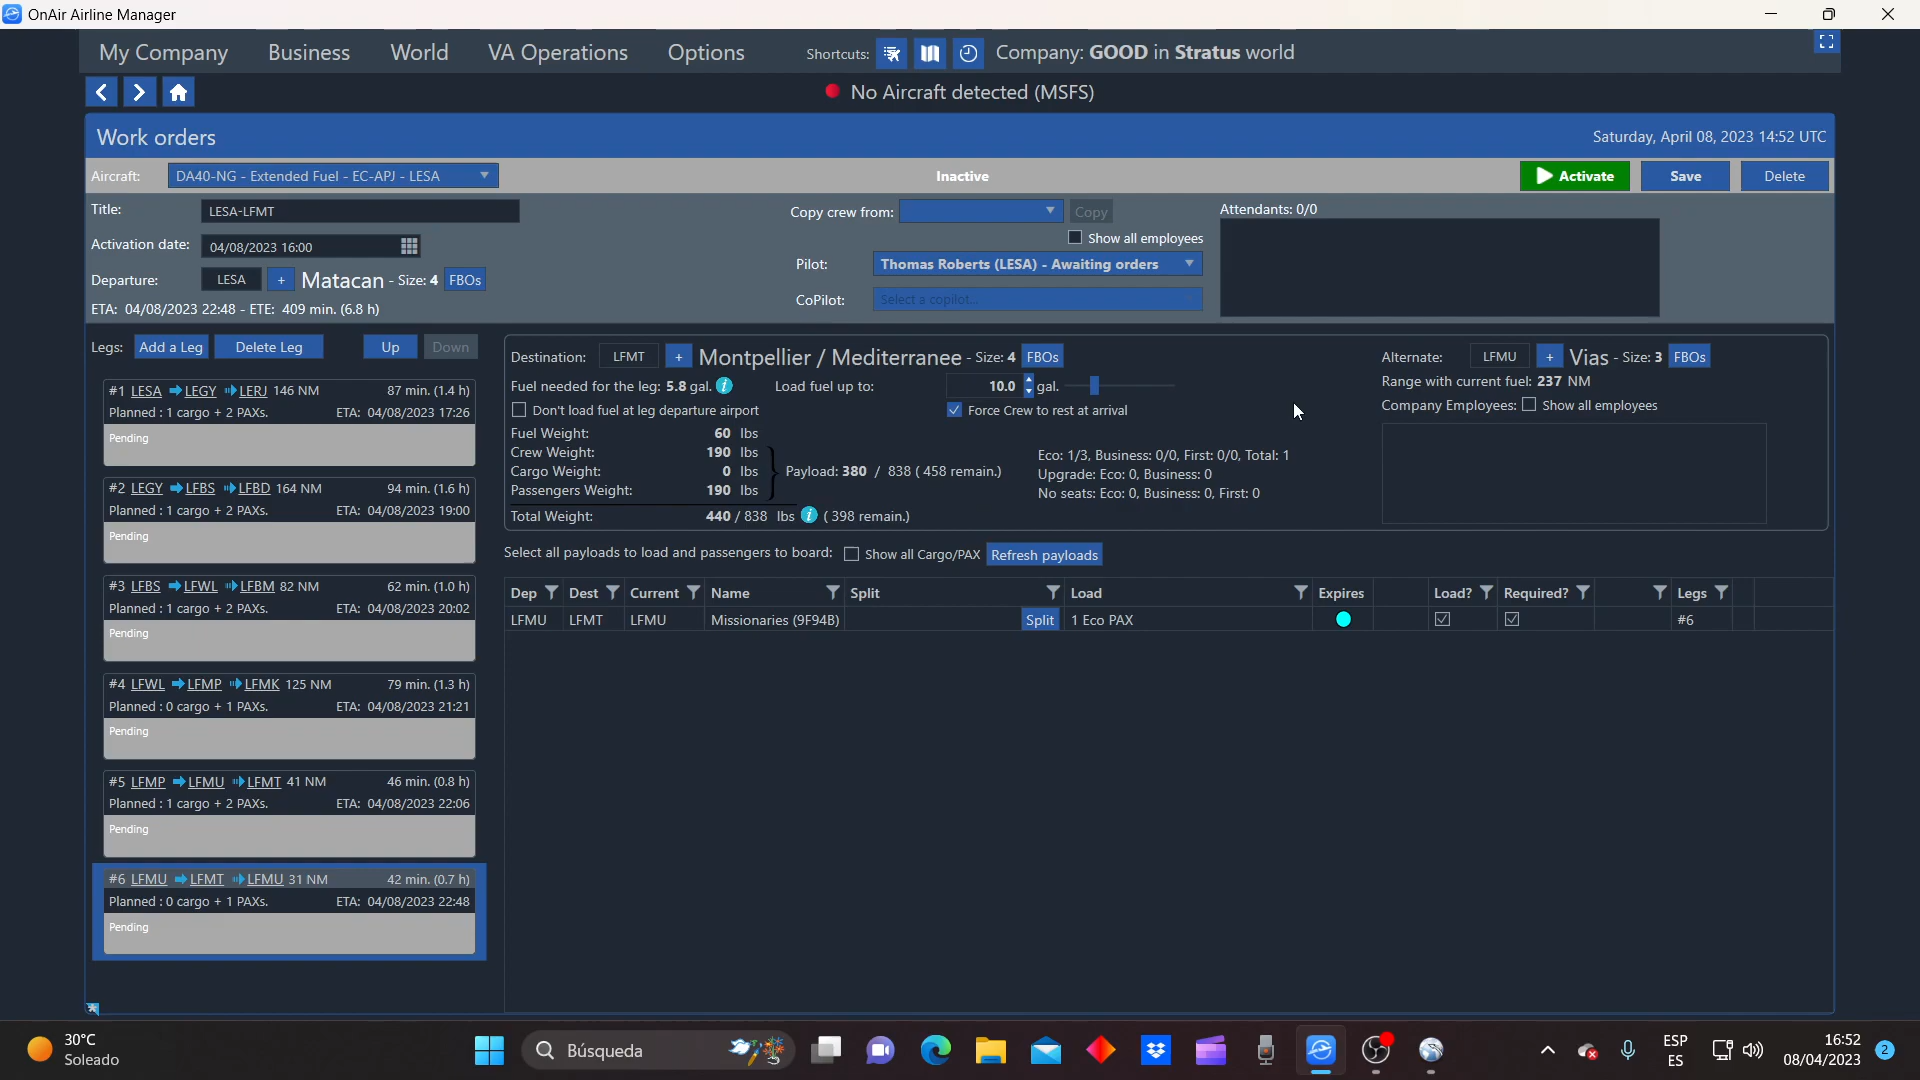 OnAir Airline Manager
My Company Business World VA Operations Options Shortcuts: Company: GOOD in Stratus world
No Aircraft detected (MSFS)
Work orders Saturday, April 08, 2023 14:52 UTC
Aircraft: DA40-NG - Extended Fuel - EC-APJ - LESA Inactive Activate Save Delete
Title: LESA-LFMT Copy crew from: Copy Attendants: 0/0
Show all employees
Activation date: 04/08/2023 16:00
Pilot: Thomas Roberts (LESA) - Awaiting orders
Departure: LESA + Matacan - Size: 4 FBOs
CoPilot: Select a copilot...
ETA: 04/08/2023 22:48 - ETE: 409 min. (6.8 h)
Legs: Add a Leg Delete Leg Up Down
#1 LESA LEGY LERJ 146 NM 87 min. (1.4 h)
Planned : 1 cargo + 2 PAXs. ETA: 04/08/2023 17:26
Pending
#2 LEGY LFBS LFBD 164 NM 94 min. (1.6 h)
Planned : 1 cargo + 2 PAXs. ETA: 04/08/2023 19:00
Pending
#3 LFBS LFWL LFBM 82 NM 62 min. (1.0 h)
Planned : 1 cargo + 2 PAXs. ETA: 04/08/2023 20:02
Pending
#4 LFWL LFMP LFMK 125 NM 79 min. (1.3 h)
Planned : 0 cargo + 1 PAXs. ETA: 04/08/2023 21:21
Pending
#5 LFMP LFMU LFMT 41 NM 46 min. (0.8 h)
Planned : 1 cargo + 2 PAXs. ETA: 04/08/2023 22:06
Pending
#6 LFMU LFMT LFMU 31 NM 42 min. (0.7 h)
Planned : 0 cargo + 1 PAXs. ETA: 04/08/2023 22:48
Pending
Destination: LFMT + Montpellier / Mediterranee - Size: 4 FBOs
Fuel needed for the leg: 5.8 gal. i Load fuel up to: 10.0 gal.
Don't load fuel at leg departure airport Force Crew to rest at arrival
Fuel Weight: 60 lbs
Crew Weight: 190 lbs
Cargo Weight: 0 lbs
Passengers Weight: 190 lbs
Payload: 380 / 838 ( 458 remain.)
Total Weight: 440 / 838 lbs i ( 398 remain.)
Eco: 1/3, Business: 0/0, First: 0/0, Total: 1
Upgrade: Eco: 0, Business: 0
No seats: Eco: 0, Business: 0, First: 0
Alternate: LFMU + Vias - Size: 3 FBOs
Range with current fuel: 237 NM
Company Employees: Show all employees
Select all payloads to load and passengers to board: Show all Cargo/PAX Refresh payloads
Dep Dest Current Name Split Load Expires Load? Required? Legs
LFMU LFMT LFMU Missionaries (9F94B) Split 1 Eco PAX #6
30°C
Soleado
Búsqueda
ESP
ES
16:52
08/04/2023
2